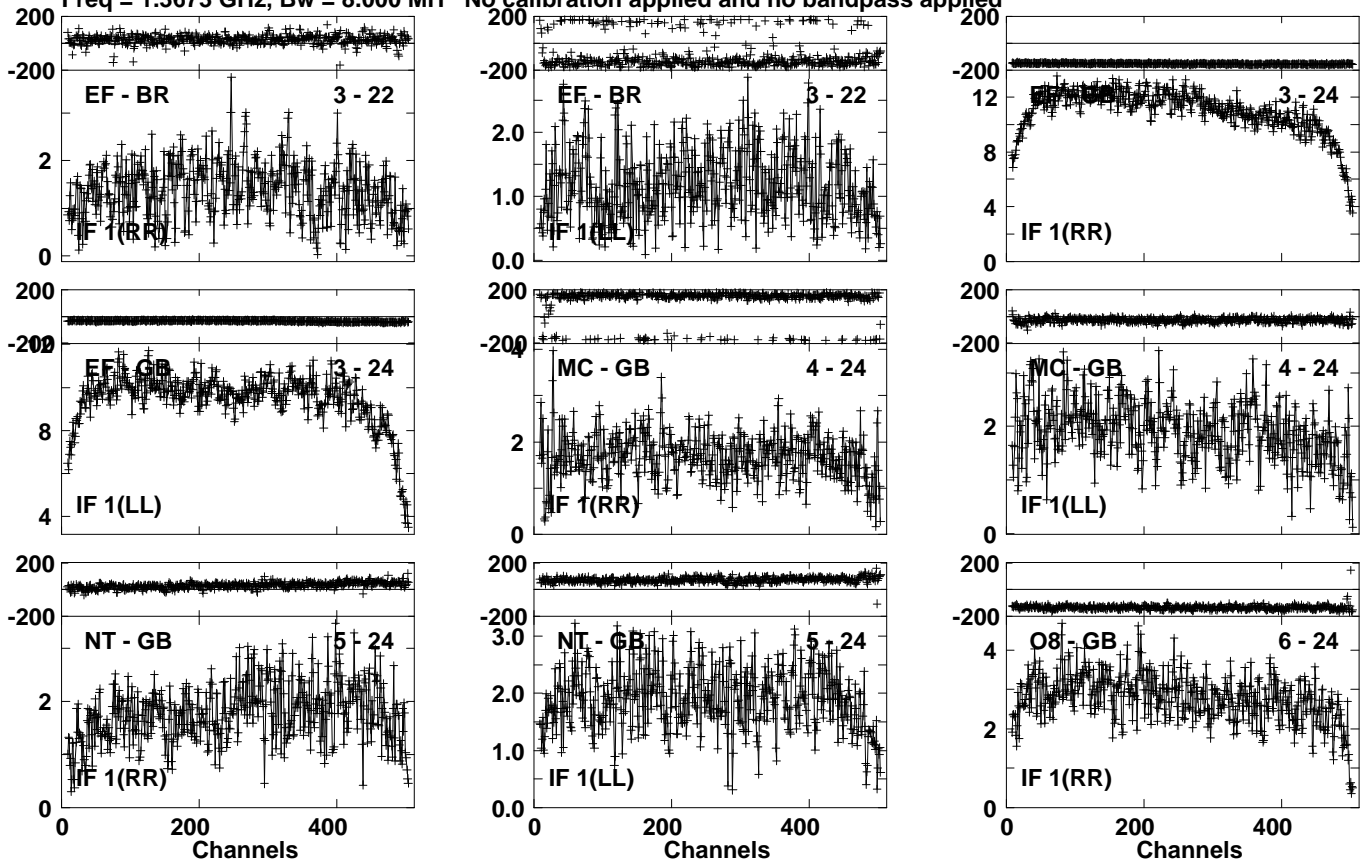 Freq = GHz, Bw = 8.000 MH No calibration applied and no bandpass applied
200 200 200
-200 -200 -200
EF - BR 3 - 22 EF - BR 3 - 22 EF - GB 3 - 24
12
2 2.0 8
1.0 4
IF 1(RR) IF 1(LL) IF 1(RR)
0 0.0 0
200 200 200
-200 -200 -200
12 4
EF - GB 3 - 24 MC - GB 4 - 24 MC - GB 4 - 24
8 2 2
IF 1(LL) IF 1(RR) IF 1(LL)
4 0 0
200 200 200
-200 -200 -200
NT - GB 5 - 24 NT - GB 5 - 24 O8 - GB 6 - 24
3.0 4
2 2.0 2
1.0
IF 1(RR) IF 1(LL) IF 1(RR)
0 0.0 0
0 200 400 0 200 400 0 200 400
Channels Channels Channels